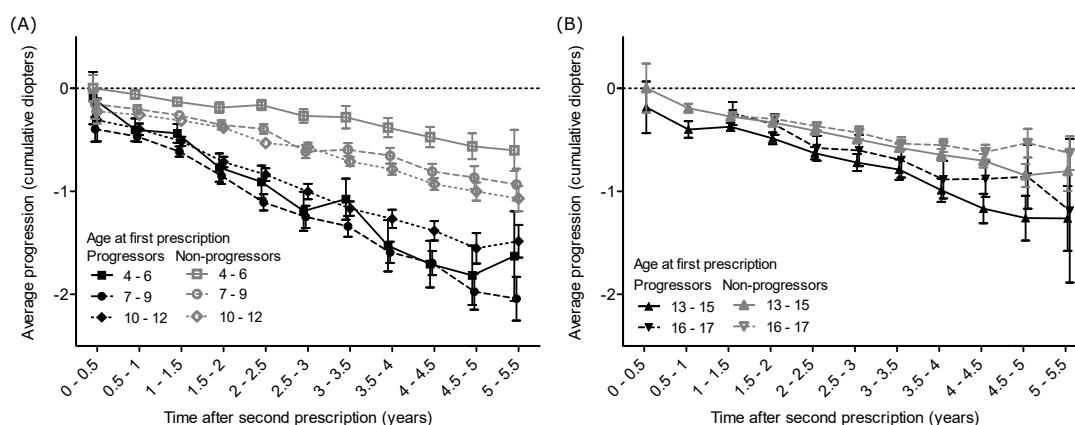 (A)
Average progression (cumulative diopters)
0
-1
-2
Age at first prescription
Progressors Non-progressors
4 - 6 4 - 6
7 - 9 7 - 9
10 - 12 10 - 12
0 - 0.5
0.5 - 1
1 - 1.5
1.5 - 2
2 - 2.5
2.5 - 3
3 - 3.5
3.5 - 4
4 - 4.5
4.5 - 5
5 - 5.5
Time after second prescription (years)
(B)
Average progression (cumulative diopters)
0
-1
-2
Age at first prescription
Progressors Non-progressors
13 - 15 13 - 15
16 - 17 16 - 17
0 - 0.5
0.5 - 1
1 - 1.5
1.5 - 2
2 - 2.5
2.5 - 3
3 - 3.5
3.5 - 4
4 - 4.5
4.5 - 5
5 - 5.5
Time after second prescription (years)